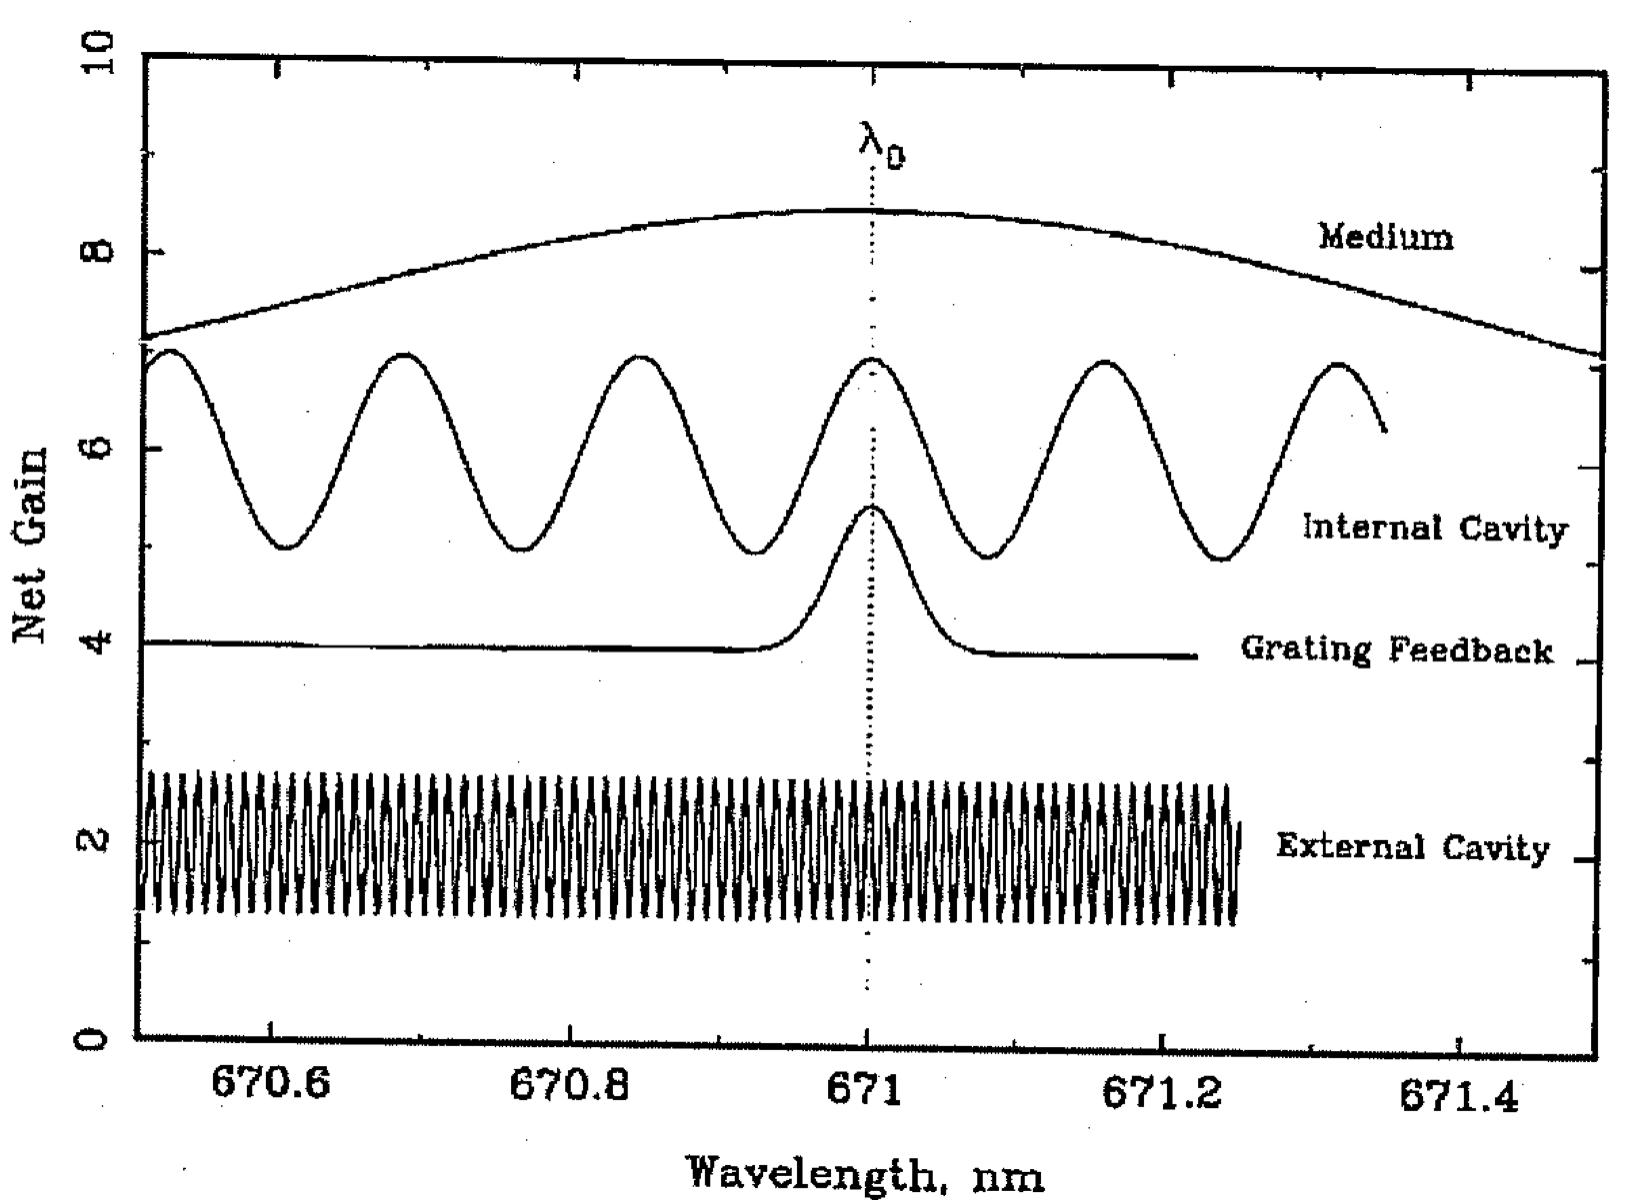 10
λ0
Medium
8
6
Internal Cavity
Net Gain
4
Grating Feedback
2
External Cavity
0
670.6 670.8 671 671.2 671.4
Wavelength, nm